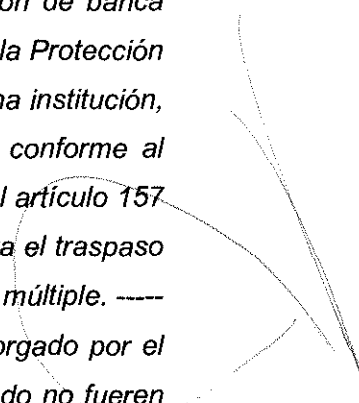 ón de banca
la Protección
na institución,
conforme al
l artículo 157
a el traspaso
múltiple. -----
orgado por el
do no fueren